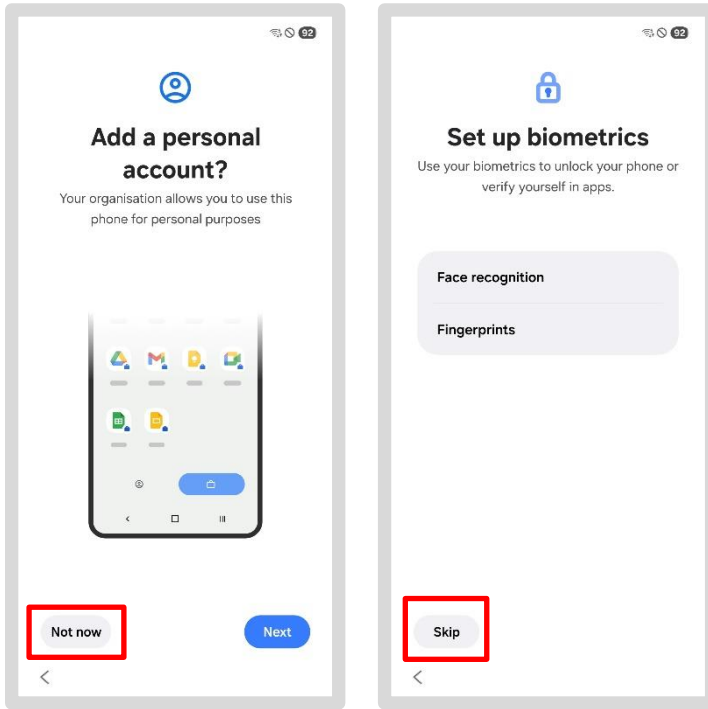 92
Add a personal
account?
Your organisation allows you to use this
phone for personal purposes
Not now
Next
92
Set up biometrics
Use your biometrics to unlock your phone or
verify yourself in apps.
Face recognition
Fingerprints
Skip